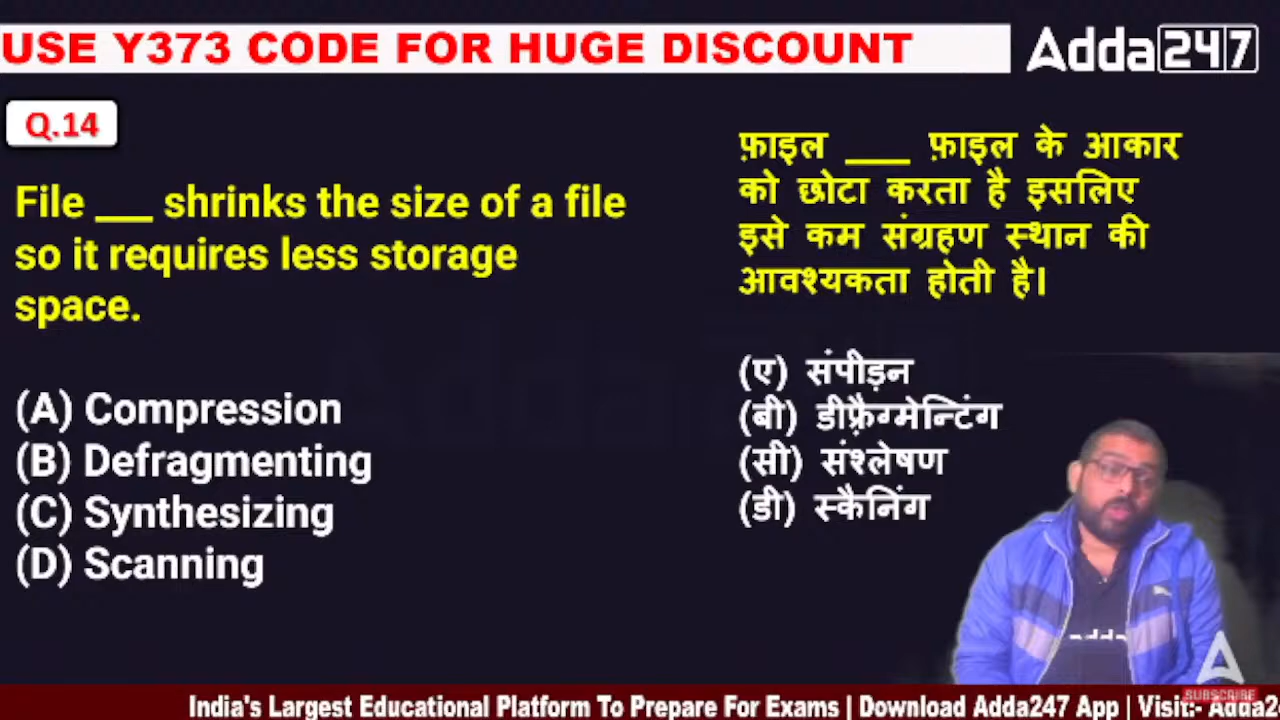 USE Y373 CODE FOR HUGE DISCOUNT
Adda247
Q.14
File ___ shrinks the size of a file
so it requires less storage
space.
(A) Compression
(B) Defragmenting
(C) Synthesizing
(D) Scanning
फ़ाइल ___ फ़ाइल के आकार
को छोटा करता है इसलिए
इसे कम संग्रहण स्थान की
आवश्यकता होती है।
(ए) संपीड़न
(बी) डीफ़्रैग्मेन्टिंग
(सी) संश्लेषण
(डी) स्कैनिंग
SUBSCRIBE
India's Largest Educational Platform To Prepare For Exams | Download Adda247 App | Visit:- Adda2